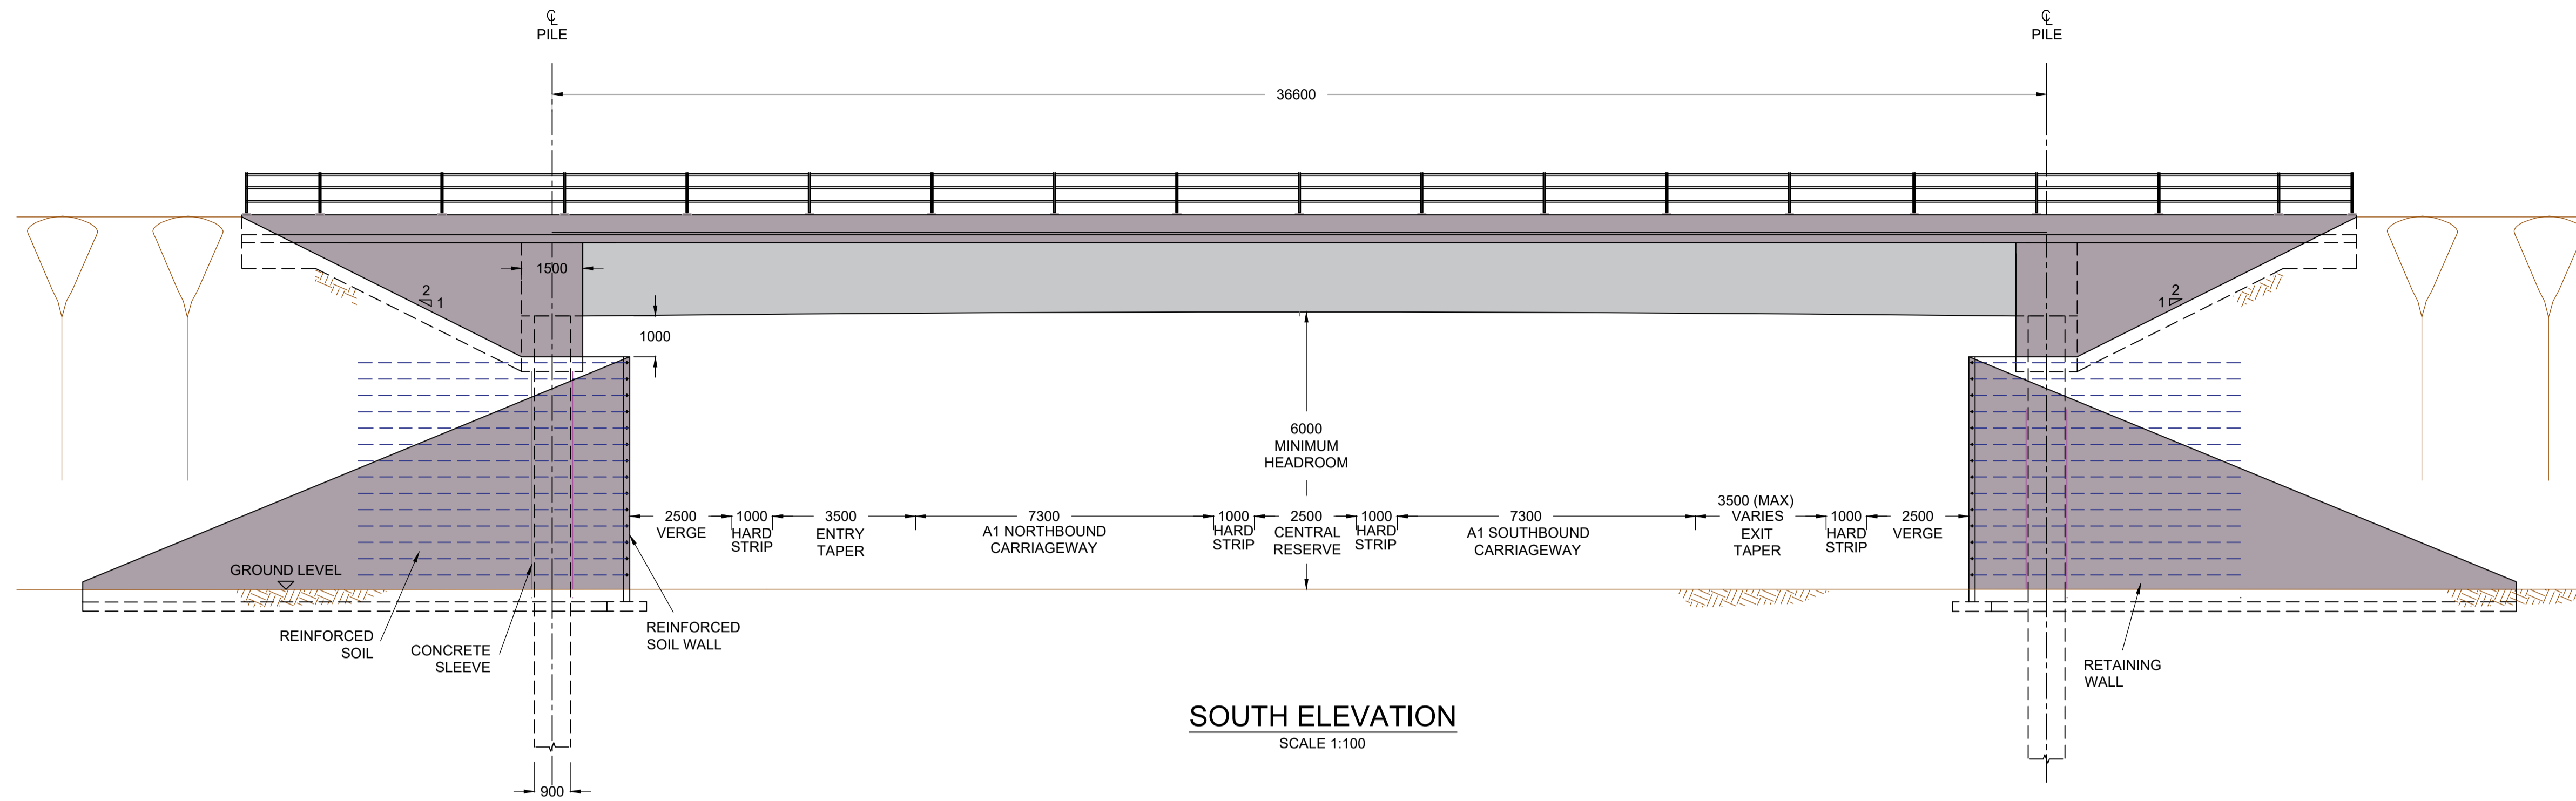 ℄
PILE
℄
PILE
36600
1500
2
1
2
1
1000
6000
MINIMUM
HEADROOM
2500
VERGE
1000
HARD
STRIP
3500
ENTRY
TAPER
7300
A1 NORTHBOUND
CARRIAGEWAY
1000
HARD
STRIP
2500
CENTRAL
RESERVE
1000
HARD
STRIP
7300
A1 SOUTHBOUND
CARRIAGEWAY
3500 (MAX)
VARIES
EXIT
TAPER
1000
HARD
STRIP
2500
VERGE
GROUND LEVEL
REINFORCED
SOIL
CONCRETE
SLEEVE
REINFORCED
SOIL WALL
RETAINING
WALL
SOUTH ELEVATION
SCALE 1:100
900